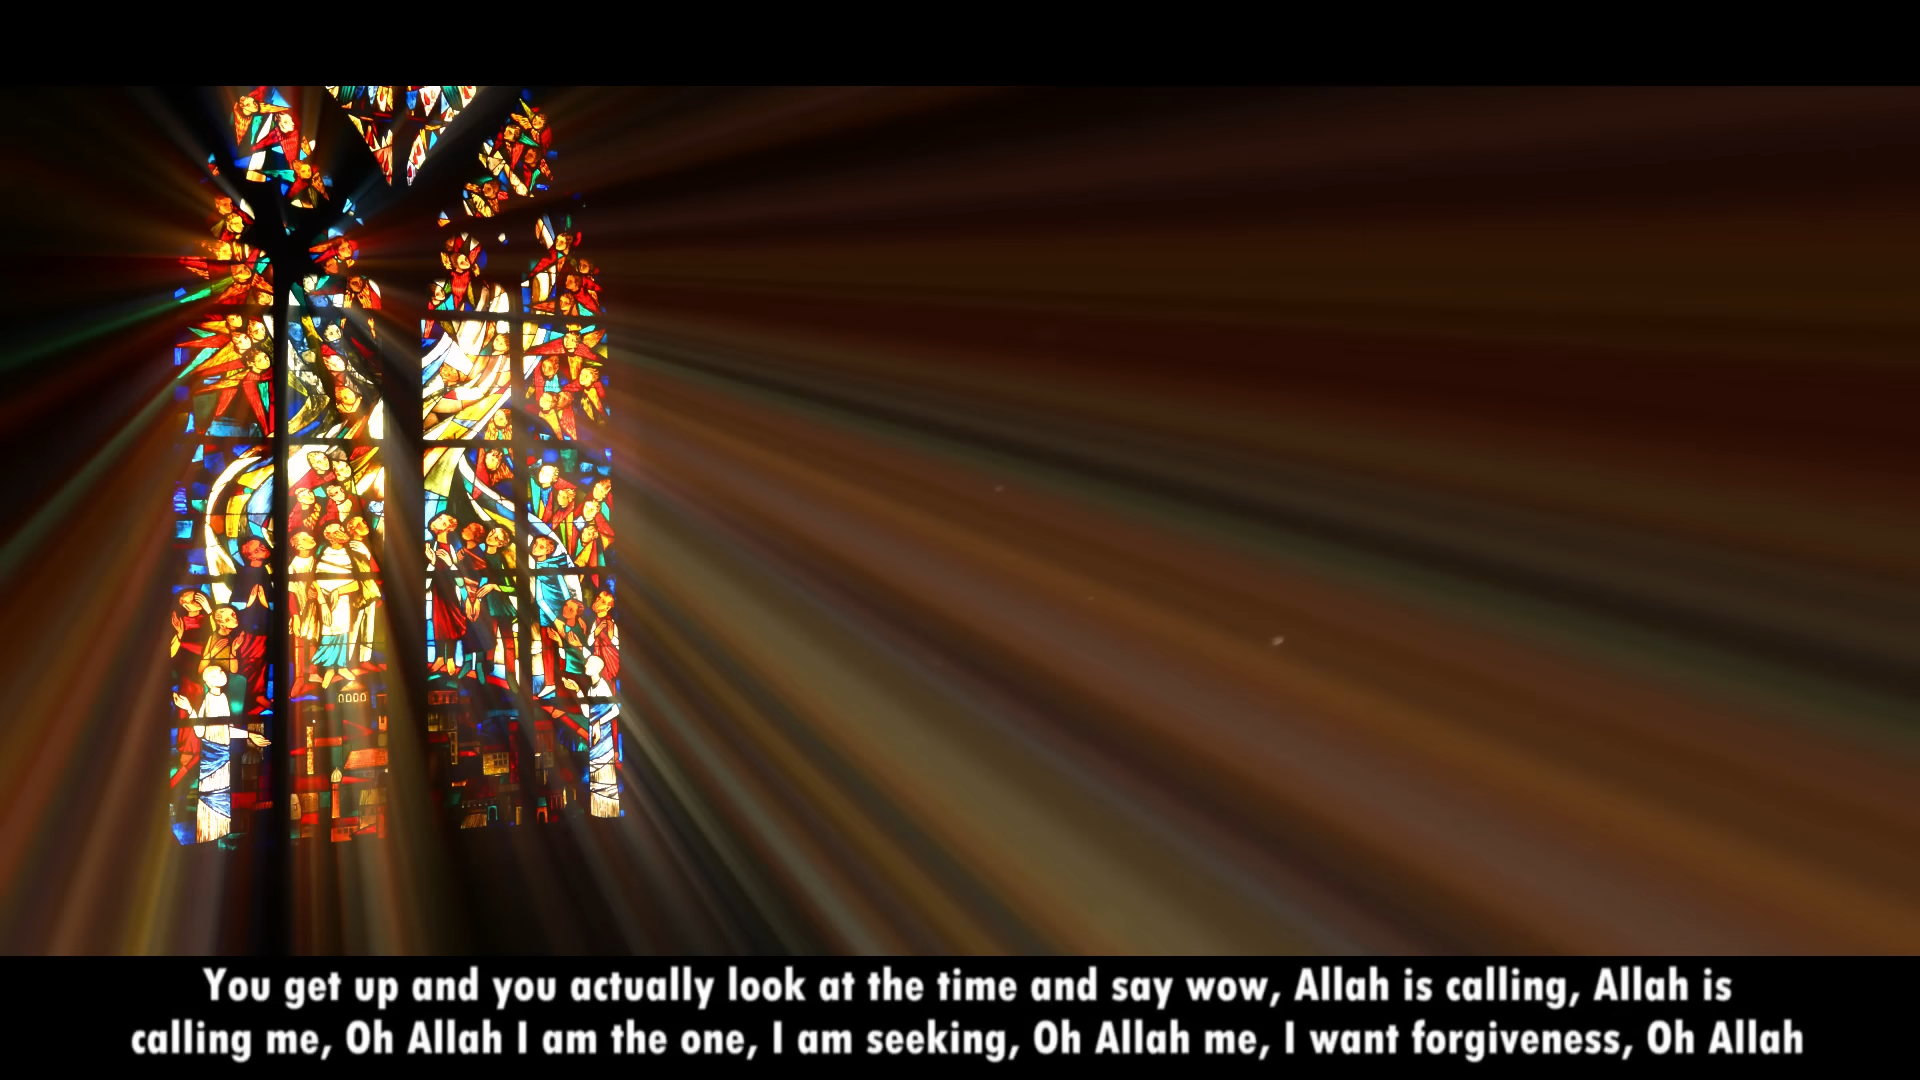 You get up and you actually look at the time and say wow, Allah is calling, Allah is
calling me, Oh Allah I am the one, I am seeking, Oh Allah me, I want forgiveness, Oh Allah